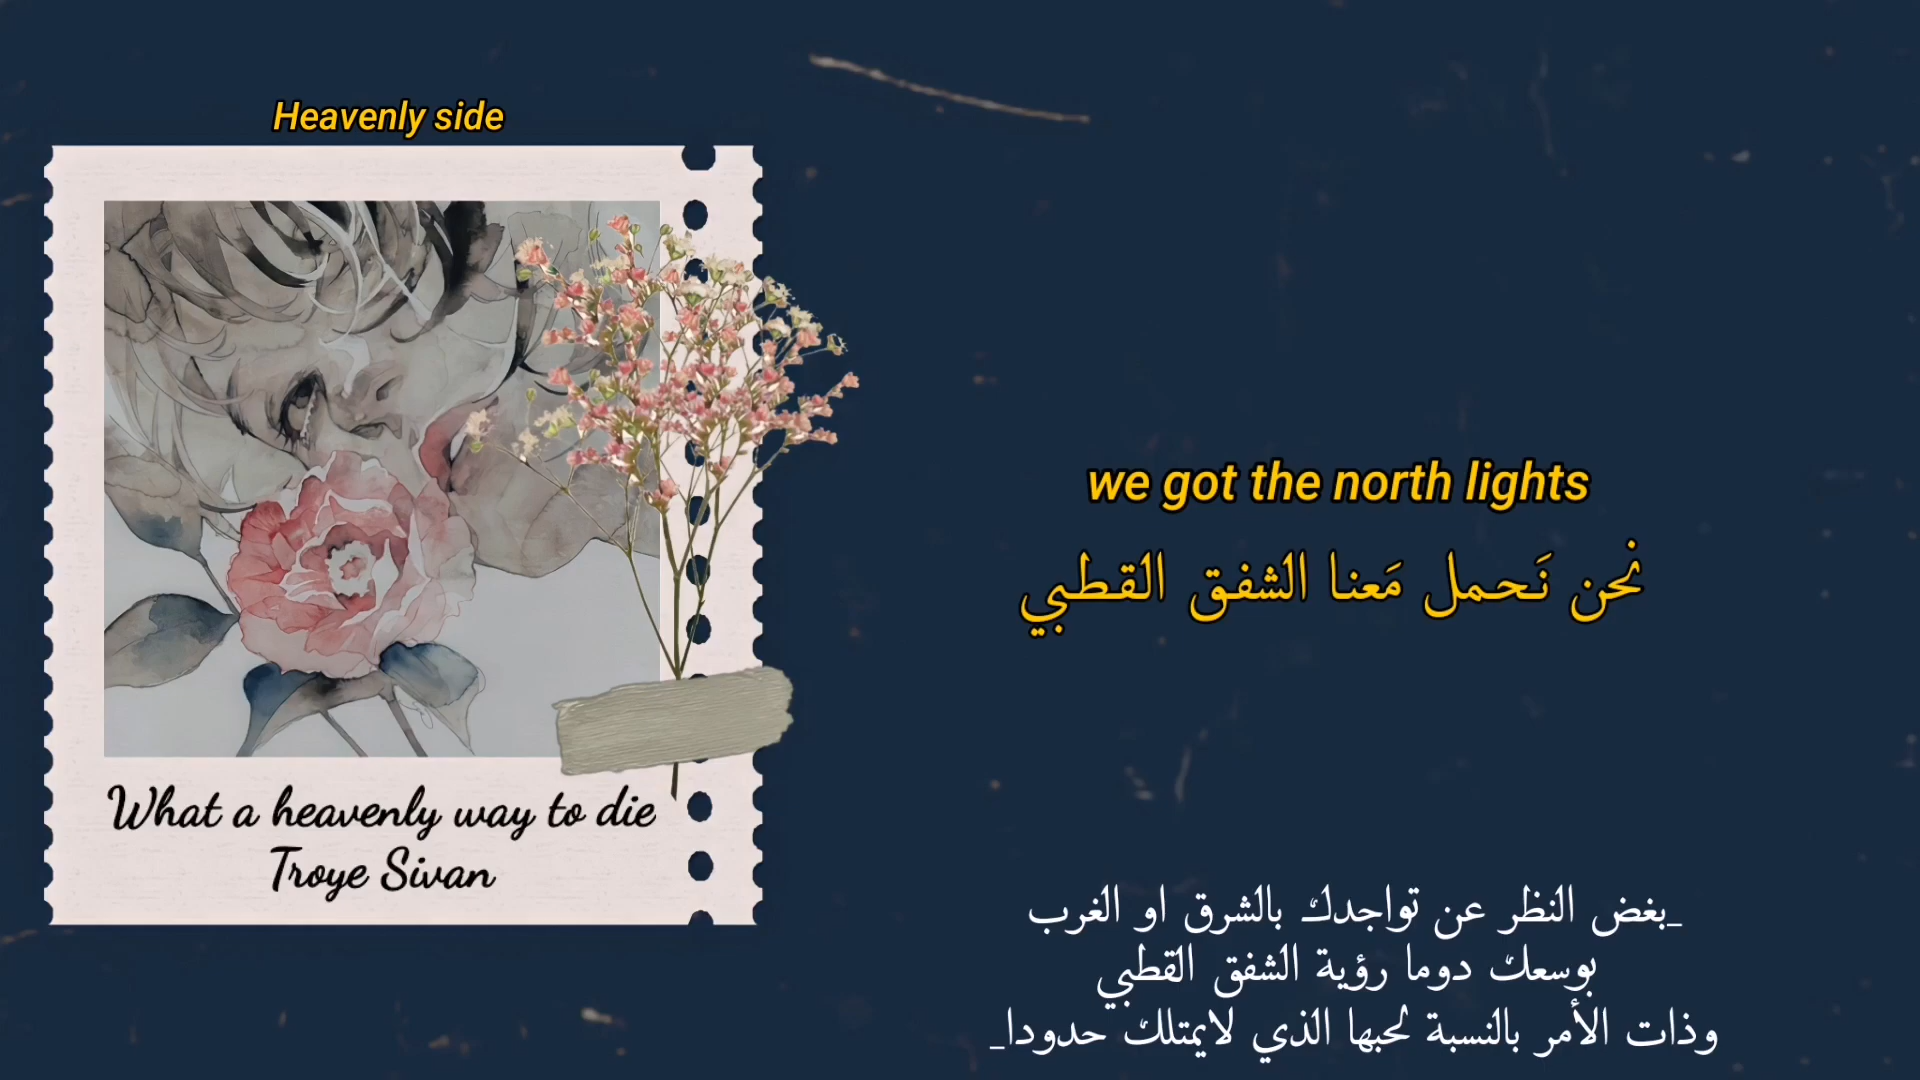 Heavenly side
What a heavenly way to die
Troye Sivan
we got the north lights
نحن نَحمل مَعنا الشفق القطبي
_بغض النظر عن تواجدك بالشرق او الغرب
بوسعك دوما رؤية الشفق القطبي
وذات الأمر بالنسبة لحبها الذي لايمتلك حدودا_